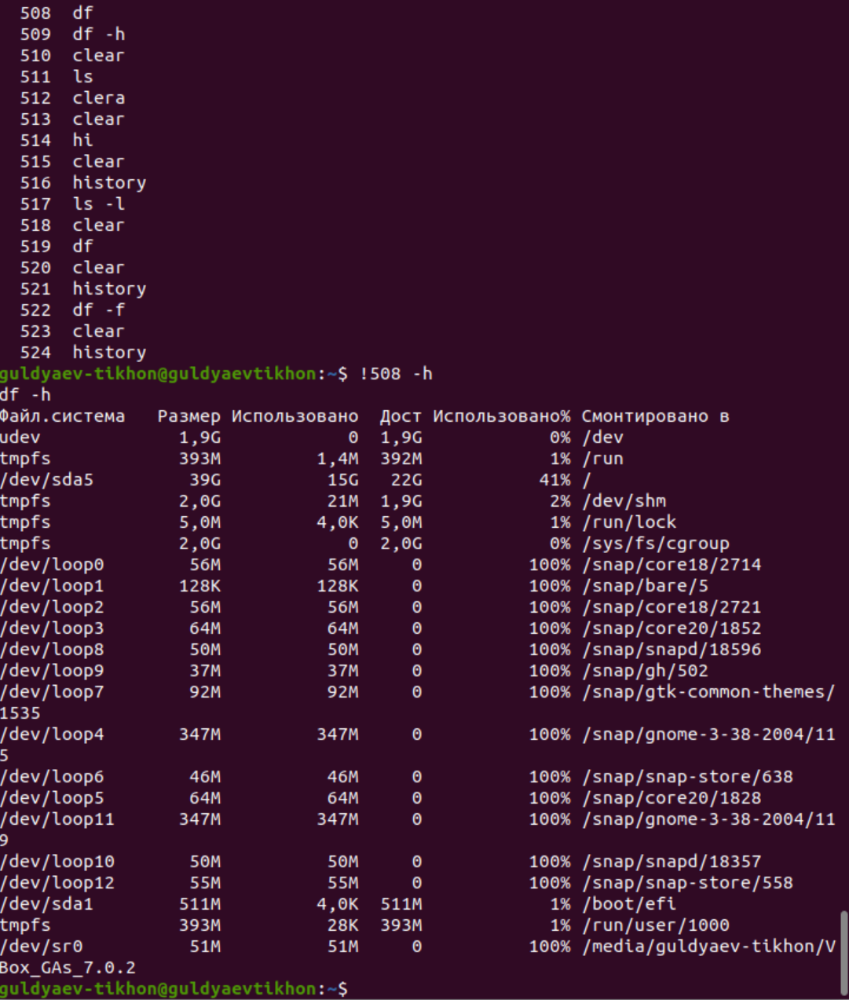 508 df
509 df -h
510 clear
511 ls
512 clera
513 clear
514 hi
515 clear
516 history
517 ls -l
518 clear
519 df
520 clear
521 history
522 df -f
523 clear
524 history
guldyaev-tikhon@guldyaevtikhon:~$ !508 -h
df -h
Файл.система Размер Использовано Дост Использовано% Смонтировано в
udev 1,9G 0 1,9G 0% /dev
tmpfs 393M 1,4M 392M 1% /run
/dev/sda5 39G 15G 22G 41% /
tmpfs 2,0G 21M 1,9G 2% /dev/shm
tmpfs 5,0M 4,0K 5,0M 1% /run/lock
tmpfs 2,0G 0 2,0G 0% /sys/fs/cgroup
/dev/loop0 56M 56M 0 100% /snap/core18/2714
/dev/loop1 128K 128K 0 100% /snap/bare/5
/dev/loop2 56M 56M 0 100% /snap/core18/2721
/dev/loop3 64M 64M 0 100% /snap/core20/1852
/dev/loop8 50M 50M 0 100% /snap/snapd/18596
/dev/loop9 37M 37M 0 100% /snap/gh/502
/dev/loop7 92M 92M 0 100% /snap/gtk-common-themes/
1535
/dev/loop4 347M 347M 0 100% /snap/gnome-3-38-2004/11
5
/dev/loop6 46M 46M 0 100% /snap/snap-store/638
/dev/loop5 64M 64M 0 100% /snap/core20/1828
/dev/loop11 347M 347M 0 100% /snap/gnome-3-38-2004/11
9
/dev/loop10 50M 50M 0 100% /snap/snapd/18357
/dev/loop12 55M 55M 0 100% /snap/snap-store/558
/dev/sda1 511M 4,0K 511M 1% /boot/efi
tmpfs 393M 28K 393M 1% /run/user/1000
/dev/sr0 51M 51M 0 100% /media/guldyaev-tikhon/V
Box_GAs_7.0.2
guldyaev-tikhon@guldyaevtikhon:~$